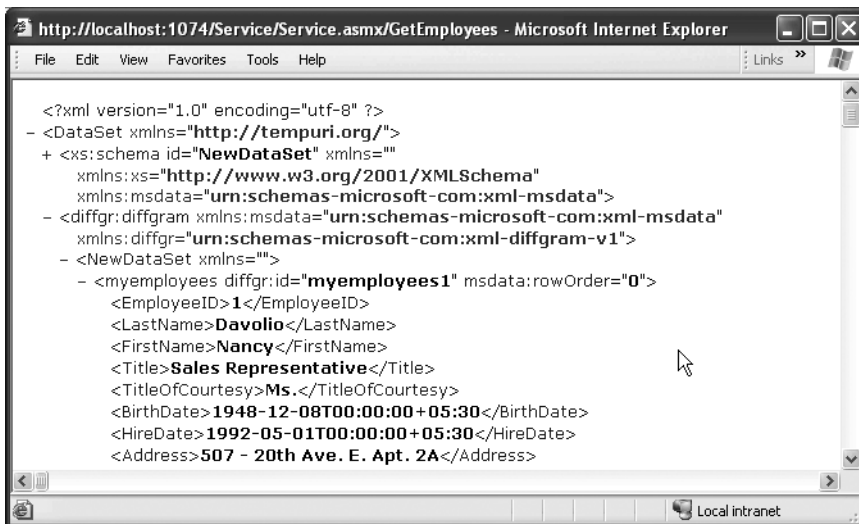 http://localhost:1074/Service/Service.asmx/GetEmployees - Microsoft Internet Explorer
File Edit View Favorites Tools Help Links »
<?xml version="1.0" encoding="utf-8" ?>
- <DataSet xmlns="http://tempuri.org/">
+ <xs:schema id="NewDataSet" xmlns=""
xmlns:xs="http://www.w3.org/2001/XMLSchema"
xmlns:msdata="urn:schemas-microsoft-com:xml-msdata">
- <diffgr:diffgram xmlns:msdata="urn:schemas-microsoft-com:xml-msdata"
xmlns:diffgr="urn:schemas-microsoft-com:xml-diffgram-v1">
- <NewDataSet xmlns="">
- <myemployees diffgr:id="myemployees1" msdata:rowOrder="0">
<EmployeeID>1</EmployeeID>
<LastName>Davolio</LastName>
<FirstName>Nancy</FirstName>
<Title>Sales Representative</Title>
<TitleOfCourtesy>Ms.</TitleOfCourtesy>
<BirthDate>1948-12-08T00:00:00+05:30</BirthDate>
<HireDate>1992-05-01T00:00:00+05:30</HireDate>
<Address>507 - 20th Ave. E. Apt. 2A</Address>
Local intranet